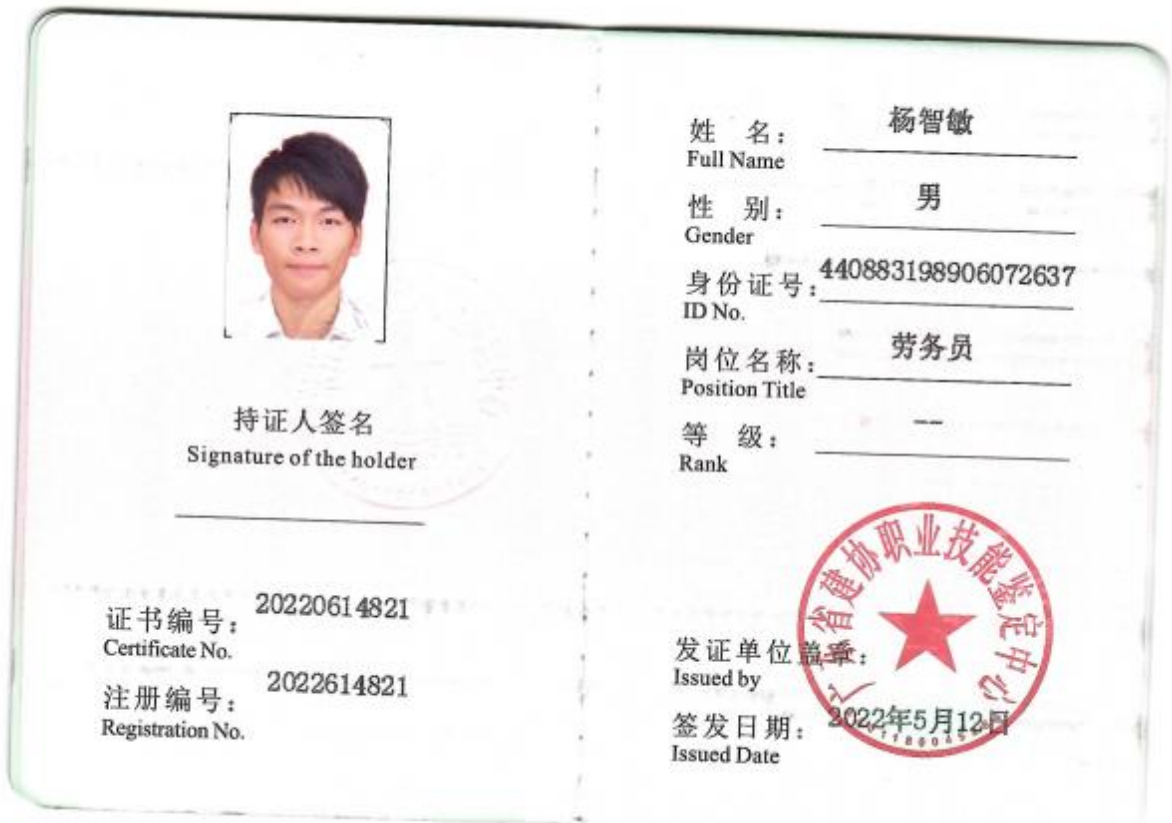 持证人签名
Signature of the holder
证书编号：20220614821
Certificate No.
注册编号：2022614821
Registration No.
姓 名：杨智敏
Full Name
性 别：男
Gender
身份证号：440883198906072637
ID No.
岗位名称：劳务员
Position Title
等 级：--
Rank
广东省建协职业技能鉴定中心
发证单位盖章：
Issued by
签发日期：2022年5月12日
Issued Date